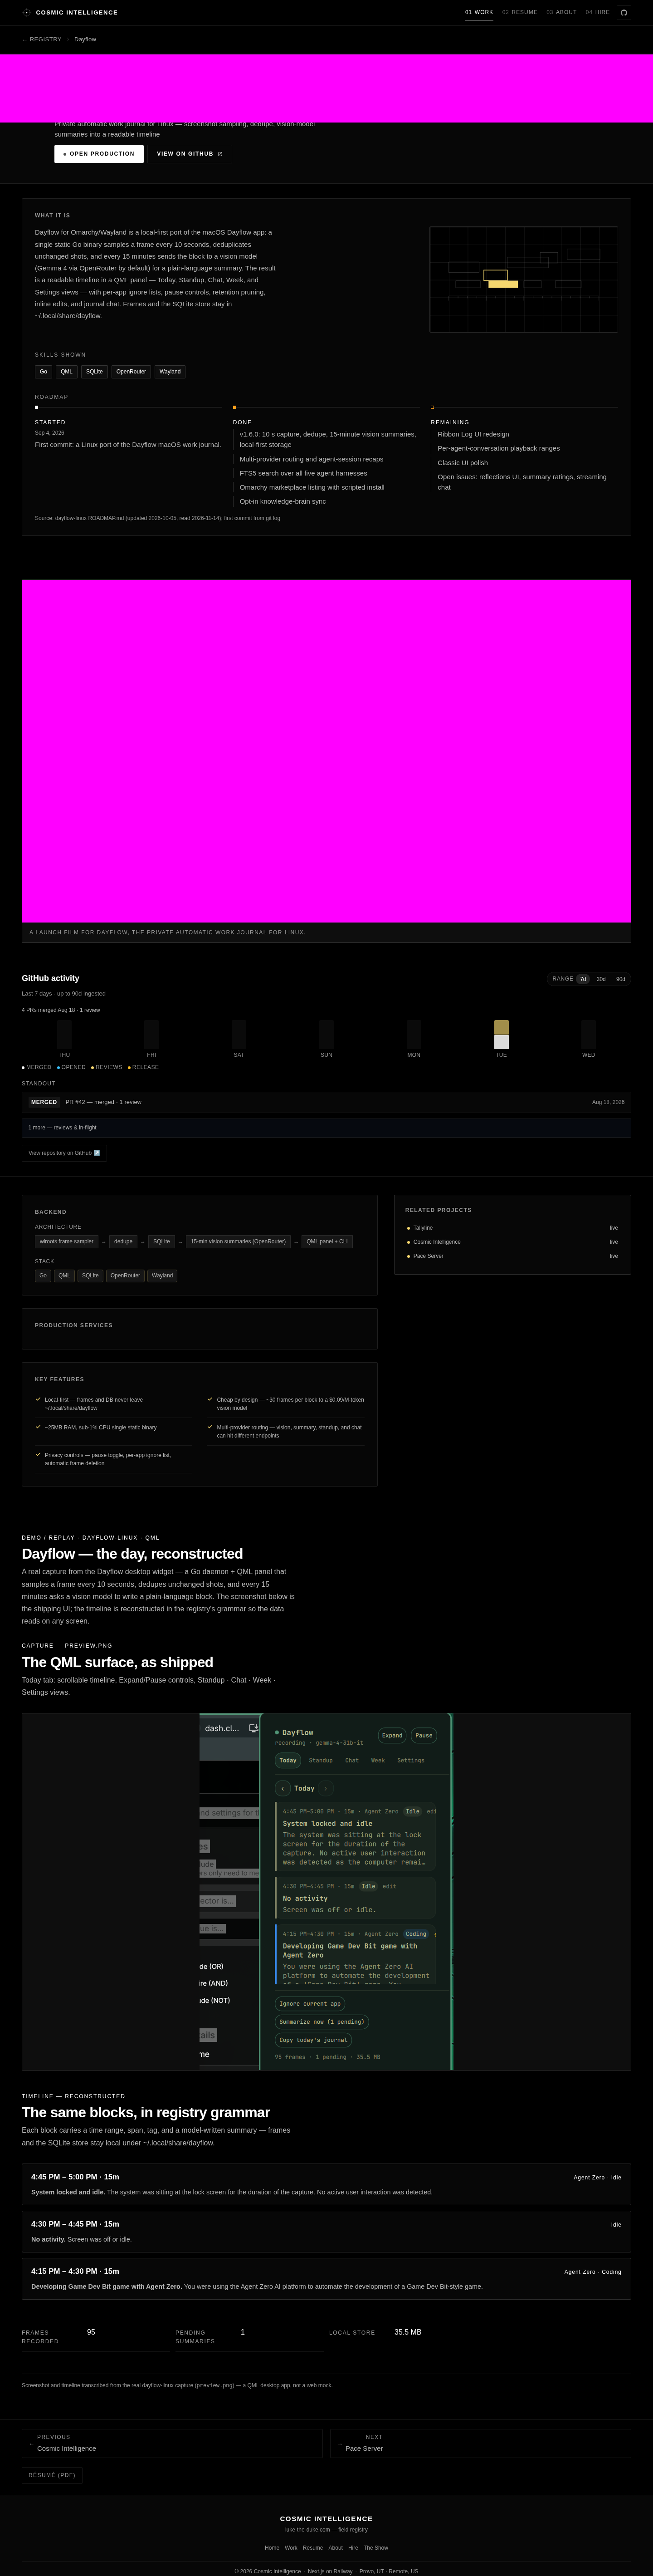 COSMIC INTELLIGENCE
01 WORK 02 RESUME 03 ABOUT 04 HIRE
← REGISTRY / Dayflow
Private automatic work journal for Linux — screenshot sampling, dedupe, vision-model
summaries into a readable timeline
OPEN PRODUCTION VIEW ON GITHUB
WHAT IT IS
Dayflow for Omarchy/Wayland is a local-first port of the macOS Dayflow app: a
single static Go binary samples a frame every 10 seconds, deduplicates
unchanged shots, and every 15 minutes sends the block to a vision model
(Gemma 4 via OpenRouter by default) for a plain-language summary. The result
is a readable timeline in a QML panel — Today, Standup, Chat, Week, and
Settings views — with per-app ignore lists, pause controls, retention pruning,
inline edits, and journal chat. Frames and the SQLite store stay in
~/.local/share/dayflow.
SKILLS SHOWN
Go QML SQLite OpenRouter Wayland
ROADMAP
STARTED
Sep 4, 2026
First commit: a Linux port of the Dayflow macOS work journal.
DONE
v1.6.0: 10 s capture, dedupe, 15-minute vision summaries,
local-first storage
Multi-provider routing and agent-session recaps
FTS5 search over all five agent harnesses
Omarchy marketplace listing with scripted install
Opt-in knowledge-brain sync
REMAINING
Ribbon Log UI redesign
Per-agent-conversation playback ranges
Classic UI polish
Open issues: reflections UI, summary ratings, streaming
chat
Source: dayflow-linux ROADMAP.md (updated 2026-10-05, read 2026-11-14); first commit from git log
A LAUNCH FILM FOR DAYFLOW, THE PRIVATE AUTOMATIC WORK JOURNAL FOR LINUX.
GitHub activity
RANGE 7d 30d 90d
Last 7 days · up to 90d ingested
4 PRs merged Aug 18 · 1 review
THU FRI SAT SUN MON TUE WED
MERGED OPENED REVIEWS RELEASE
STANDOUT
MERGED PR #42 — merged · 1 review Aug 18, 2026
1 more — reviews & in-flight
View repository on GitHub ↗
BACKEND
ARCHITECTURE
wlroots frame sampler → dedupe → SQLite → 15-min vision summaries (OpenRouter) → QML panel + CLI
STACK
Go QML SQLite OpenRouter Wayland
RELATED PROJECTS
Tallyline live
Cosmic Intelligence live
Pace Server live
PRODUCTION SERVICES
KEY FEATURES
Local-first — frames and DB never leave
~/.local/share/dayflow
Cheap by design — ~30 frames per block to a $0.09/M-token
vision model
~25MB RAM, sub-1% CPU single static binary
Multi-provider routing — vision, summary, standup, and chat
can hit different endpoints
Privacy controls — pause toggle, per-app ignore list,
automatic frame deletion
DEMO / REPLAY · DAYFLOW-LINUX · QML
Dayflow — the day, reconstructed
A real capture from the Dayflow desktop widget — a Go daemon + QML panel that
samples a frame every 10 seconds, dedupes unchanged shots, and every 15
minutes asks a vision model to write a plain-language block. The screenshot below is
the shipping UI; the timeline is reconstructed in the registry's grammar so the data
reads on any screen.
CAPTURE — PREVIEW.PNG
The QML surface, as shipped
Today tab: scrollable timeline, Expand/Pause controls, Standup · Chat · Week ·
Settings views.
dash.cl...
nd settings for t
es
lude
ers only need to me
ector is...
ue is...
de (OR)
ire (AND)
ude (NOT)
tails
me
Dayflow
recording · gemma-4-31b-it
Expand Pause
Today Standup Chat Week Settings
‹ Today ›
4:45 PM–5:00 PM · 15m · Agent Zero Idle edi
System locked and idle
The system was sitting at the lock
screen for the duration of the
capture. No active user interaction
was detected as the computer remai…
4:30 PM–4:45 PM · 15m Idle edit
No activity
Screen was off or idle.
4:15 PM–4:30 PM · 15m · Agent Zero Coding
Developing Game Dev Bit game with
Agent Zero
You were using the Agent Zero AI
platform to automate the development
Ignore current app
Summarize now (1 pending)
Copy today's journal
95 frames · 1 pending · 35.5 MB
TIMELINE — RECONSTRUCTED
The same blocks, in registry grammar
Each block carries a time range, span, tag, and a model-written summary — frames
and the SQLite store stay local under ~/.local/share/dayflow.
4:45 PM – 5:00 PM · 15m Agent Zero · Idle
System locked and idle. The system was sitting at the lock screen for the duration of the capture. No active user interaction was detected.
4:30 PM – 4:45 PM · 15m Idle
No activity. Screen was off or idle.
4:15 PM – 4:30 PM · 15m Agent Zero · Coding
Developing Game Dev Bit game with Agent Zero. You were using the Agent Zero AI platform to automate the development of a Game Dev Bit-style game.
FRAMES RECORDED 95
PENDING SUMMARIES 1
LOCAL STORE 35.5 MB
Screenshot and timeline transcribed from the real dayflow-linux capture (preview.png) — a QML desktop app, not a web mock.
PREVIOUS
Cosmic Intelligence
NEXT
Pace Server
RÉSUMÉ (PDF)
COSMIC INTELLIGENCE
luke-the-duke.com — field registry
Home Work Resume About Hire The Show
© 2026 Cosmic Intelligence Next.js on Railway Provo, UT · Remote, US